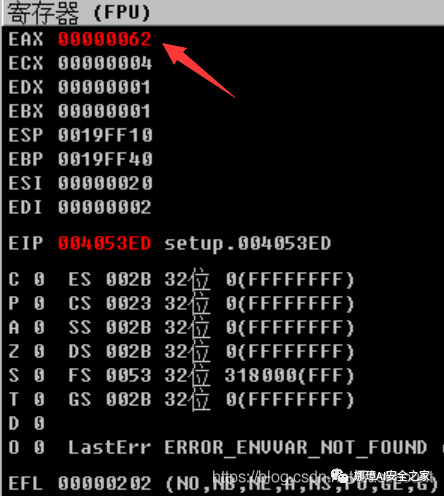 寄存器 (FPU)
EAX 00000062
ECX 00000004
EDX 00000001
EBX 00000001
ESP 0019FF10
EBP 0019FF40
ESI 00000020
EDI 00000002
EIP 004053ED setup.004053ED
C 0 ES 002B 32位 0(FFFFFFFF)
P 0 CS 0023 32位 0(FFFFFFFF)
A 0 SS 002B 32位 0(FFFFFFFF)
Z 0 DS 002B 32位 0(FFFFFFFF)
S 0 FS 0053 32位 318000(FFF)
T 0 GS 002B 32位 0(FFFFFFFF)
D 0
O 0 LastErr ERROR_ENVVAR_NOT_FOUND
https://blog.csdn 娜璋AI安全之家
EFL 00000202 (NO,NB,NE,A,NS,PO,GE,G)